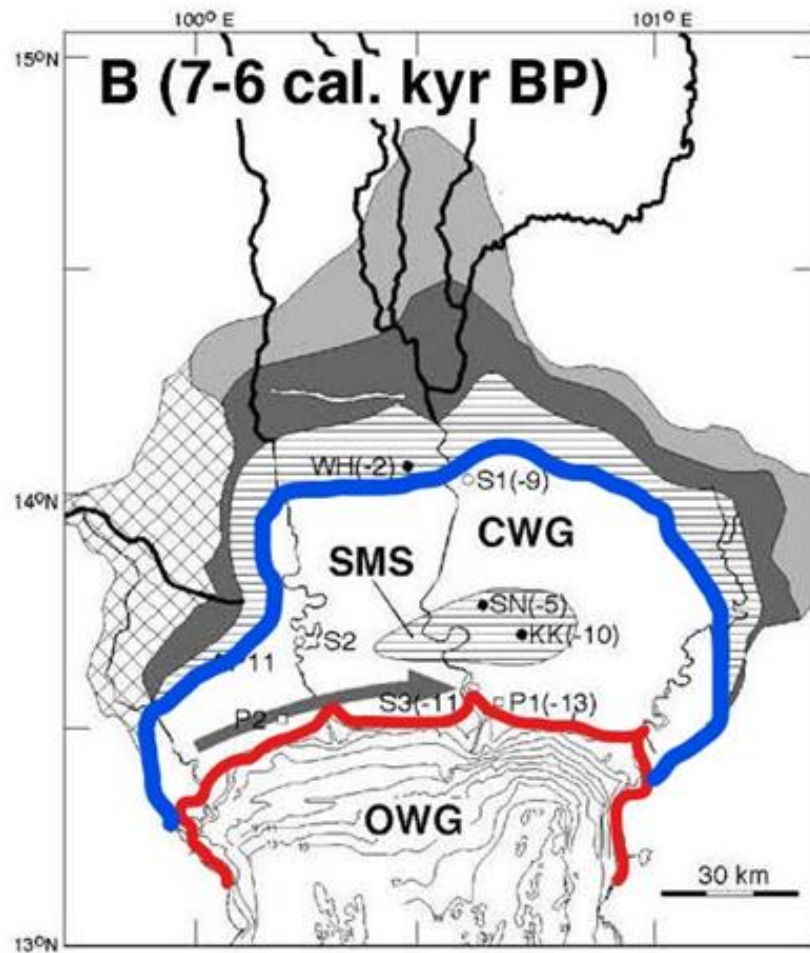 100° E 101° E
15°N
B (7-6 cal. kyr BP)
WH(-2)
S1(-9)
14°N
CWG
SMS
SN(-5)
KK(-10)
S2
11
S3(-11
P1(-13)
P2
OWG
30 km
13°N